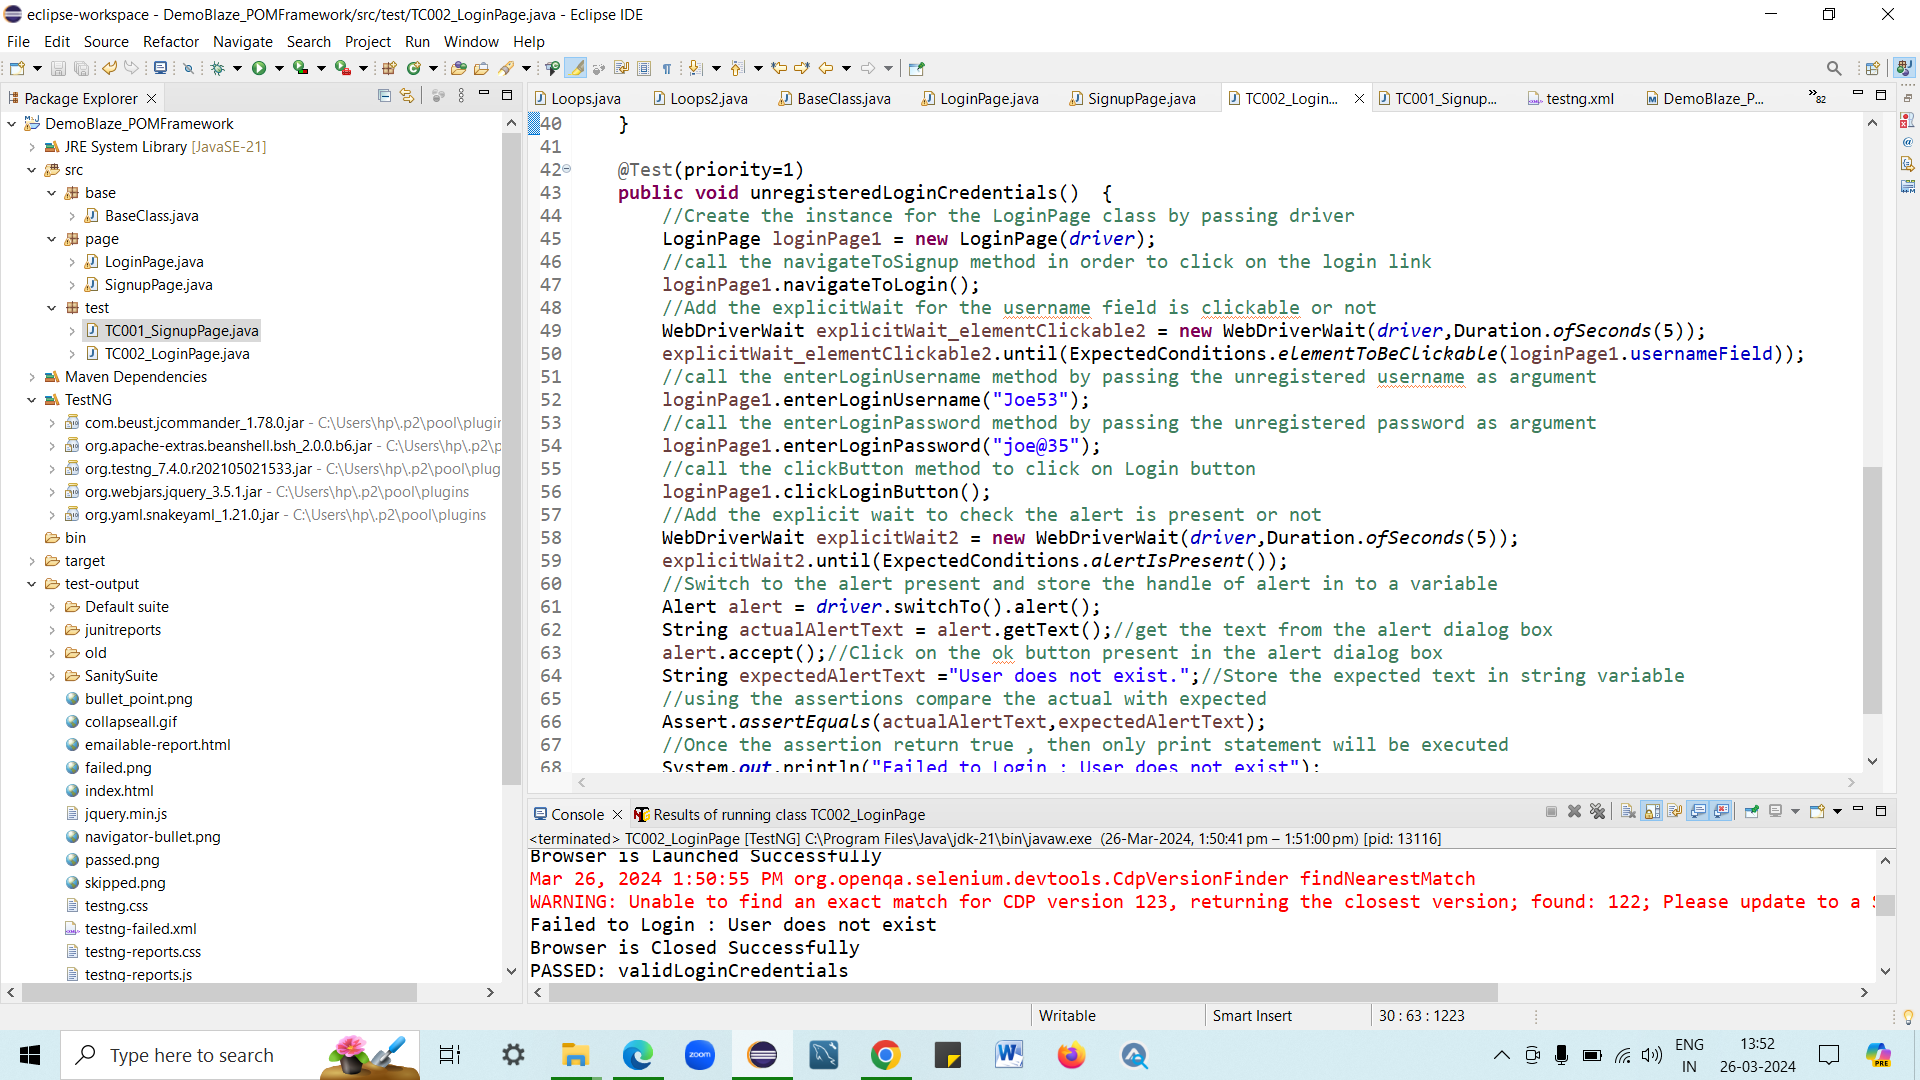 eclipse-workspace - DemoBlaze_POMFramework/src/test/TC002_LoginPage.java - Eclipse IDE
File Edit Source Refactor Navigate Search Project Run Window Help
Package Explorer
DemoBlaze_POMFramework
JRE System Library [JavaSE-21]
src
base
BaseClass.java
page
LoginPage.java
SignupPage.java
test
TC001_SignupPage.java
TC002_LoginPage.java
Maven Dependencies
TestNG
com.beust.jcommander_1.78.0.jar - C:\Users\hp\.p2\pool\plugir
org.apache-extras.beanshell.bsh_2.0.0.b6.jar - C:\Users\hp\.p2\p
org.testng_7.4.0.r202105021533.jar - C:\Users\hp\.p2\pool\plug
org.webjars.jquery_3.5.1.jar - C:\Users\hp\.p2\pool\plugins
org.yaml.snakeyaml_1.21.0.jar - C:\Users\hp\.p2\pool\plugins
bin
target
test-output
Default suite
junitreports
old
SanitySuite
bullet_point.png
collapseall.gif
emailable-report.html
failed.png
index.html
jquery.min.js
navigator-bullet.png
passed.png
skipped.png
testng.css
testng-failed.xml
testng-reports.css
testng-reports.js
Loops.java Loops2.java BaseClass.java LoginPage.java SignupPage.java TC002_Login... TC001_Signup... testng.xml DemoBlaze_P... »82
40 }
41
42 @Test(priority=1)
43 public void unregisteredLoginCredentials() {
44 //Create the instance for the LoginPage class by passing driver
45 LoginPage loginPage1 = new LoginPage(driver);
46 //call the navigateToSignup method in order to click on the login link
47 loginPage1.navigateToLogin();
48 //Add the explicitWait for the username field is clickable or not
49 WebDriverWait explicitWait_elementClickable2 = new WebDriverWait(driver,Duration.ofSeconds(5));
50 explicitWait_elementClickable2.until(ExpectedConditions.elementToBeClickable(loginPage1.usernameField));
51 //call the enterLoginUsername method by passing the unregistered username as argument
52 loginPage1.enterLoginUsername("Joe53");
53 //call the enterLoginPassword method by passing the unregistered password as argument
54 loginPage1.enterLoginPassword("joe@35");
55 //call the clickButton method to click on Login button
56 loginPage1.clickLoginButton();
57 //Add the explicit wait to check the alert is present or not
58 WebDriverWait explicitWait2 = new WebDriverWait(driver,Duration.ofSeconds(5));
59 explicitWait2.until(ExpectedConditions.alertIsPresent());
60 //Switch to the alert present and store the handle of alert in to a variable
61 Alert alert = driver.switchTo().alert();
62 String actualAlertText = alert.getText();//get the text from the alert dialog box
63 alert.accept();//Click on the ok button present in the alert dialog box
64 String expectedAlertText ="User does not exist.";//Store the expected text in string variable
65 //using the assertions compare the actual with expected
66 Assert.assertEquals(actualAlertText,expectedAlertText);
67 //Once the assertion return true , then only print statement will be executed
68 System.out.println("Failed to Login : User does not exist");
Console Results of running class TC002_LoginPage
<terminated> TC002_LoginPage [TestNG] C:\Program Files\Java\jdk-21\bin\javaw.exe (26-Mar-2024, 1:50:41 pm – 1:51:00 pm) [pid: 13116]
Browser is Launched Successfully
Mar 26, 2024 1:50:55 PM org.openqa.selenium.devtools.CdpVersionFinder findNearestMatch
WARNING: Unable to find an exact match for CDP version 123, returning the closest version; found: 122; Please update to a S
Failed to Login : User does not exist
Browser is Closed Successfully
PASSED: validLoginCredentials
Writable Smart Insert 30 : 63 : 1223
Type here to search
zoom
ENG
IN
13:52
26-03-2024
PRE